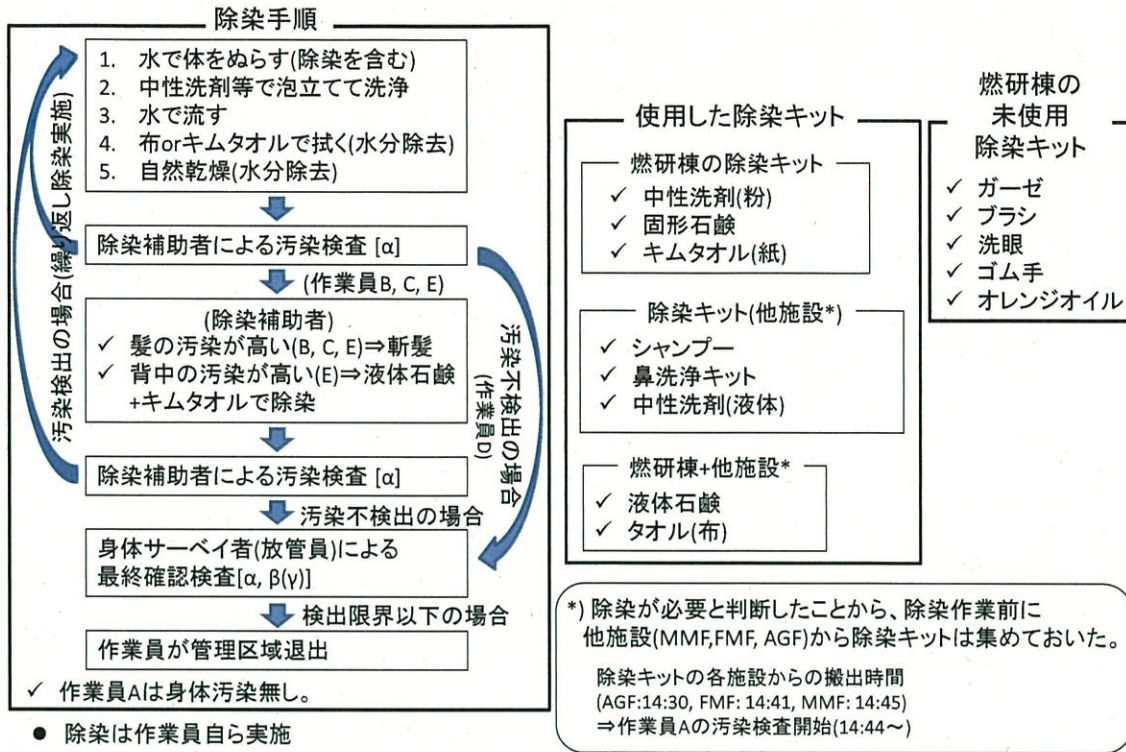 除染手順
1. 水で体をぬらす(除染を含む)
2. 中性洗剤等で泡立てて洗浄
3. 水で流す
4. 布orキムタオルで拭く(水分除去)
5. 自然乾燥(水分除去)
汚染検出の場合(繰り返し除染実施)
除染補助者による汚染検査 [α]
(作業員B, C, E)
(除染補助者)
✓ 髪の汚染が高い(B, C, E)⇒斬髪
✓ 背中の汚染が高い(E)⇒液体石鹸
+キムタオルで除染
汚染不検出の場合
(作業員D)
除染補助者による汚染検査 [α]
汚染不検出の場合
身体サーベイ者(放管員)による
最終確認検査[α, β(γ)]
検出限界以下の場合
作業員が管理区域退出
✓ 作業員Aは身体汚染無し。
● 除染は作業員自ら実施
使用した除染キット
燃研棟の除染キット
✓ 中性洗剤(粉)
✓ 固形石鹸
✓ キムタオル(紙)
除染キット(他施設*)
✓ シャンプー
✓ 鼻洗浄キット
✓ 中性洗剤(液体)
燃研棟+他施設*
✓ 液体石鹸
✓ タオル(布)
燃研棟の
未使用
除染キット
✓ ガーゼ
✓ ブラシ
✓ 洗眼
✓ ゴム手
✓ オレンジオイル
*) 除染が必要と判断したことから、除染作業前に
他施設(MMF,FMF, AGF)から除染キットは集めておいた。
除染キットの各施設からの搬出時間
(AGF:14:30, FMF: 14:41, MMF: 14:45)
⇒作業員Aの汚染検査開始(14:44～)